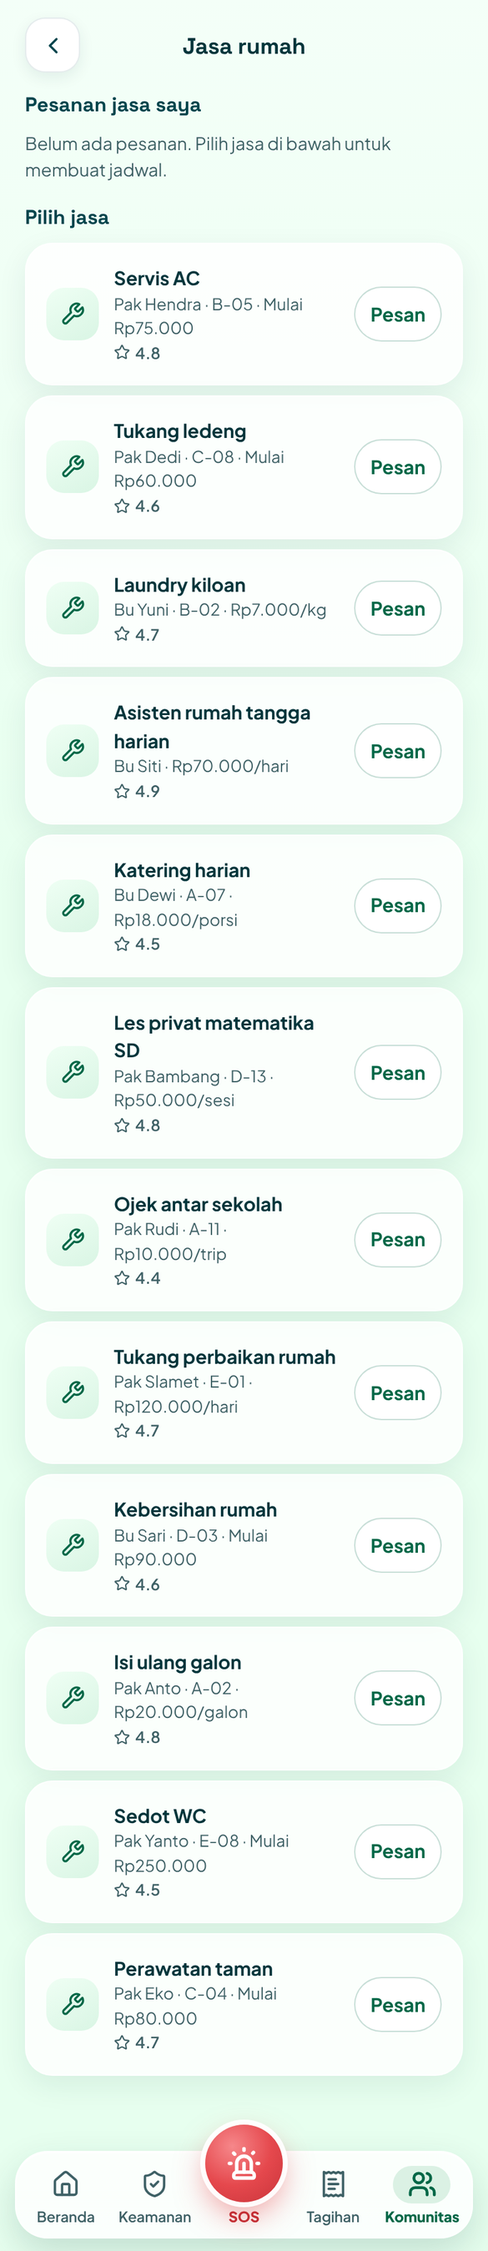 Jasa rumah
Pesanan jasa saya
Belum ada pesanan. Pilih jasa di bawah untuk
membuat jadwal.
Pilih jasa
Servis AC
Pak Hendra · B-05 · Mulai
Rp75.000
4.8
Pesan
Tukang ledeng
Pak Dedi · C-08 · Mulai
Rp60.000
4.6
Pesan
Laundry kiloan
Bu Yuni · B-02 · Rp7.000/kg
4.7
Pesan
Asisten rumah tangga
harian
Bu Siti · Rp70.000/hari
4.9
Pesan
Katering harian
Bu Dewi · A-07 ·
Rp18.000/porsi
4.5
Pesan
Les privat matematika
SD
Pak Bambang · D-13 ·
Rp50.000/sesi
4.8
Pesan
Ojek antar sekolah
Pak Rudi · A-11 ·
Rp10.000/trip
4.4
Pesan
Tukang perbaikan rumah
Pak Slamet · E-01 ·
Rp120.000/hari
4.7
Pesan
Kebersihan rumah
Bu Sari · D-03 · Mulai
Rp90.000
4.6
Pesan
Isi ulang galon
Pak Anto · A-02 ·
Rp20.000/galon
4.8
Pesan
Sedot WC
Pak Yanto · E-08 · Mulai
Rp250.000
4.5
Pesan
Perawatan taman
Pak Eko · C-04 · Mulai
Rp80.000
4.7
Pesan
Beranda
Keamanan
SOS
Tagihan
Komunitas